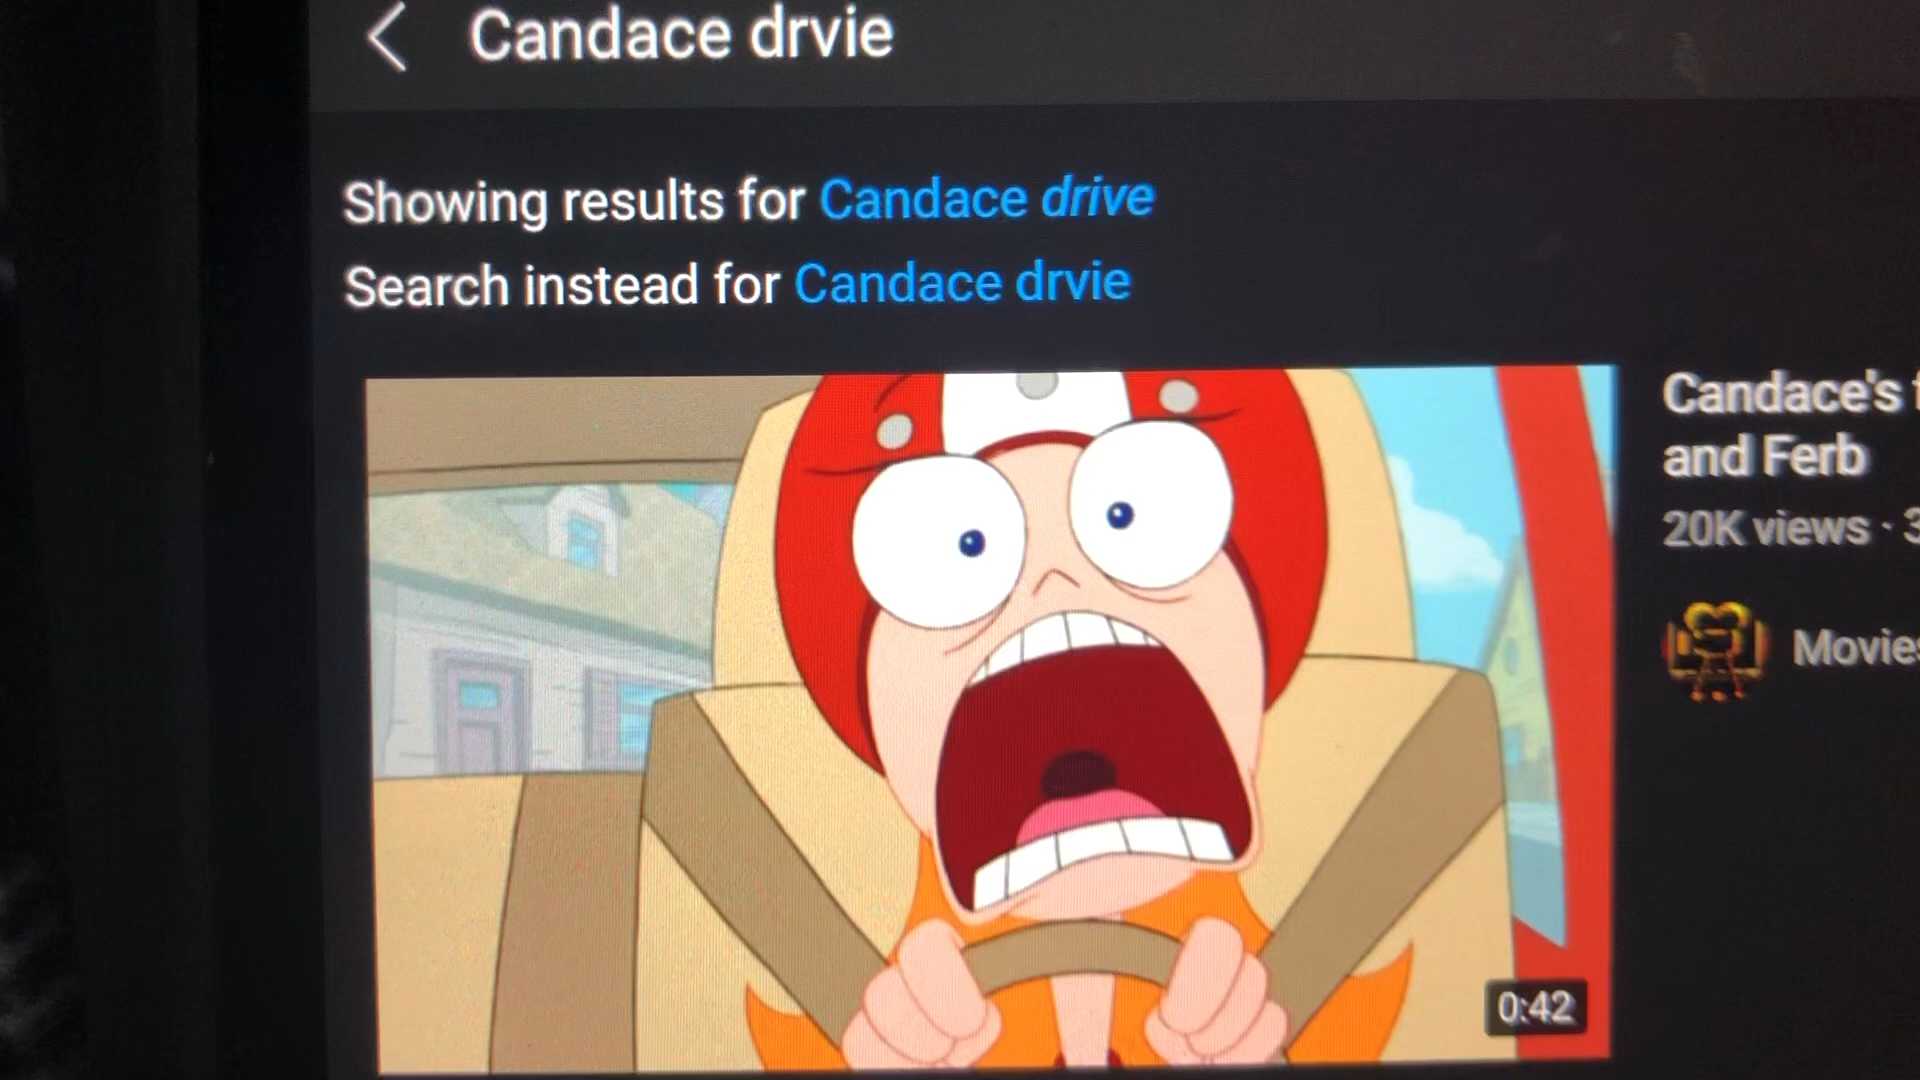 Candace drvie
Showing results for Candace drive
Search instead for Candace drvie
Candace's
and Ferb
20K views ·
0:42